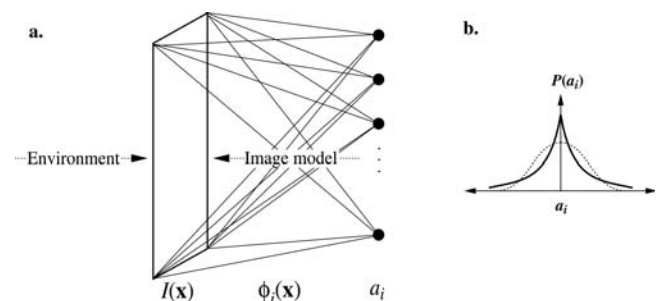 a.
Environment
Image model
I(x)
ϕi(x)
ai
b.
P(ai)
ai